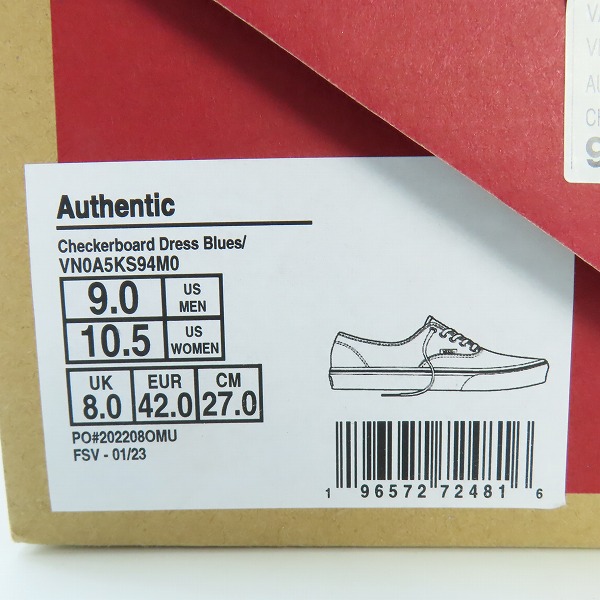 Authentic
Checkerboard Dress Blues/
VN0A5KS94M0
9.0 US MEN
10.5 US WOMEN
UK 8.0 EUR 42.0 CM 27.0
PO#202208OMU
FSV - 01/23
1 96572 72481 6
VANS